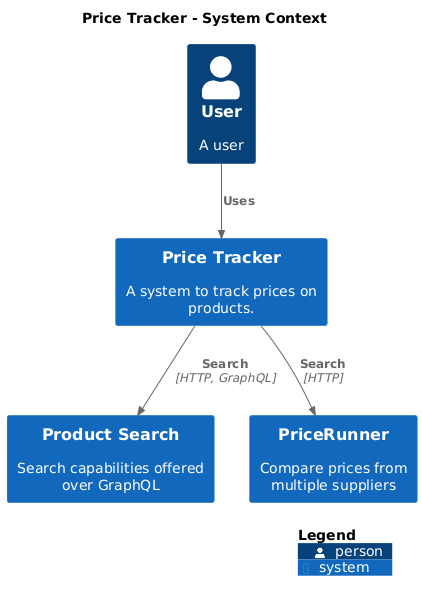 Price Tracker - System Context
User
A user
Uses
Price Tracker
A system to track prices on
products.
Search
[HTTP, GraphQL]
Search
[HTTP]
Product Search
Search capabilities offered
over GraphQL
PriceRunner
Compare prices from
multiple suppliers
Legend
person
system